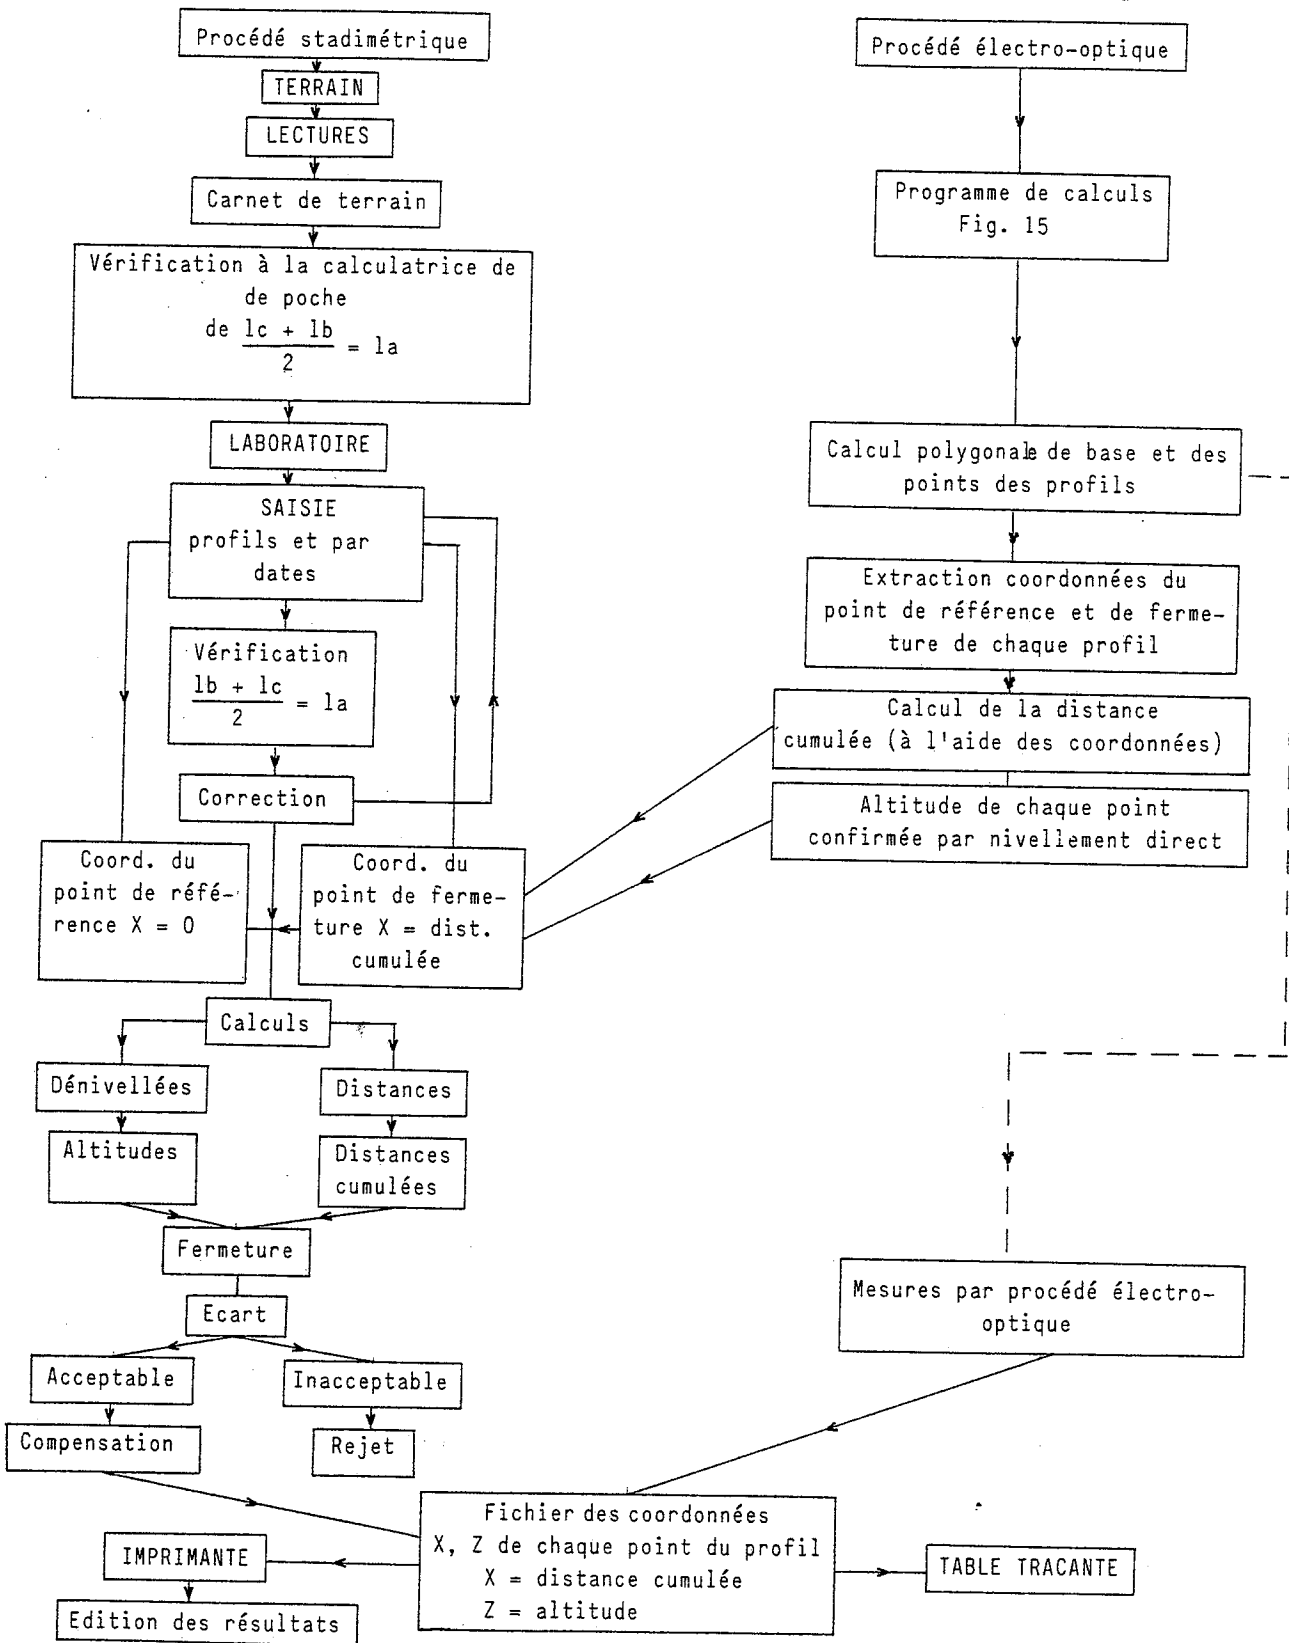 Procédé stadimétrique
TERRAIN
LECTURES
Carnet de terrain
Vérification à la calculatrice de
de poche
de lc + lb / 2 = la
LABORATOIRE
SAISIE
profils et par
dates
Vérification
lb + lc / 2 = la
Correction
Coord. du
point de réfé-
rence X = 0
Coord. du
point de ferme-
ture X = dist.
cumulée
Calculs
Dénivellées
Distances
Altitudes
Distances
cumulées
Fermeture
Ecart
Acceptable
Inacceptable
Compensation
Rejet
Procédé électro-optique
Programme de calculs
Fig. 15
Calcul polygonale de base et des
points des profils
Extraction coordonnées du
point de référence et de ferme-
ture de chaque profil
Calcul de la distance
cumulée (à l'aide des coordonnées)
Altitude de chaque point
confirmée par nivellement direct
Mesures par procédé électro-
optique
Fichier des coordonnées
X, Z de chaque point du profil
X = distance cumulée
Z = altitude
IMPRIMANTE
Edition des résultats
TABLE TRACANTE